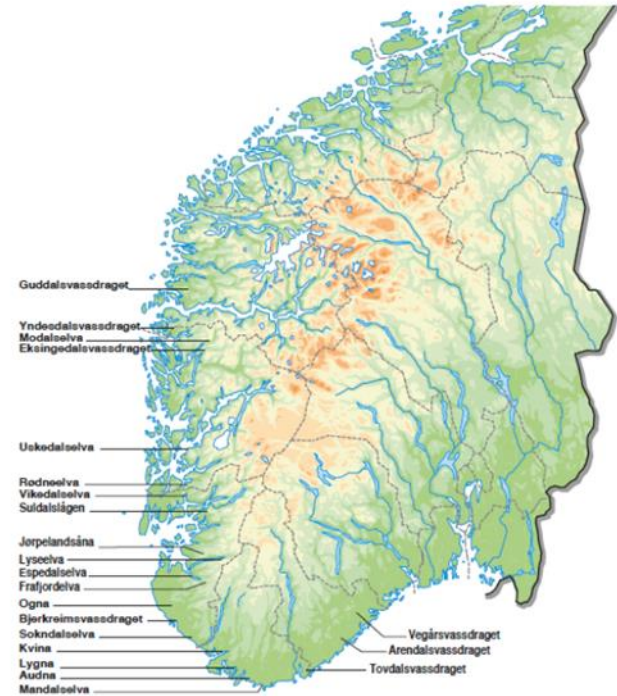 Guddalsvassdraget
Yndesdalsvassdraget
Modalselva
Eksingedalsvassdraget
Uskedalselva
Rødneelva
Vikedalselva
Suldalslågen
Jørpelandsåna
Lyseelva
Espedalselva
Frafjordelva
Ogna
Bjerkreimsvassdraget
Sokndalselva
Kvina
Lygna
Audna
Mandalselva
Vegårsvassdraget
Arendalsvassdraget
Tovdalsvassdraget